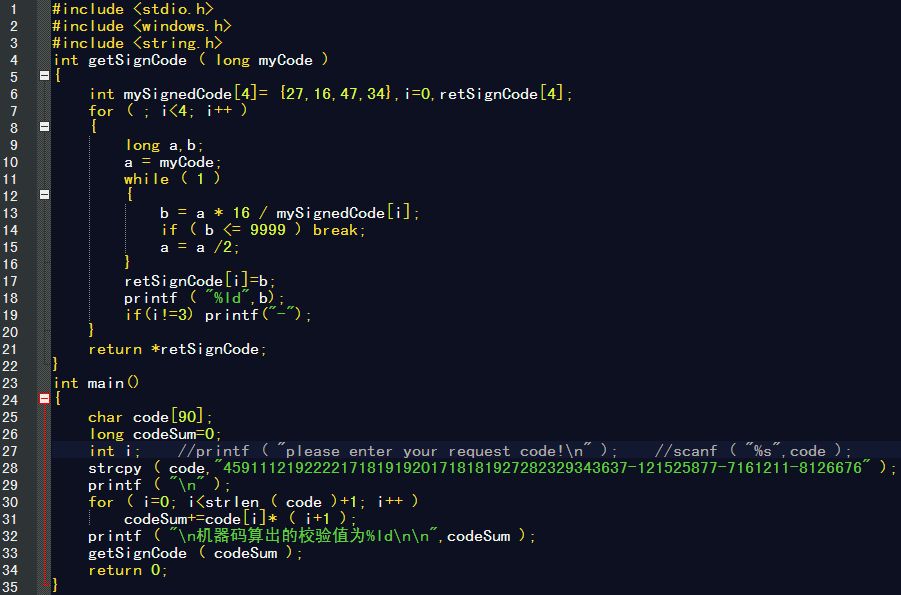 1 #include <stdio.h>
2 #include <windows.h>
3 #include <string.h>
4 int getSignCode ( long myCode )
5 {
6 int mySignedCode[4]= {27,16,47,34},i=0,retSignCode[4];
7 for ( ; i<4; i++ )
8 {
9 long a,b;
10 a = myCode;
11 while ( 1 )
12 {
13 b = a * 16 / mySignedCode[i];
14 if ( b <= 9999 ) break;
15 a = a /2;
16 }
17 retSignCode[i]=b;
18 printf ( "%ld",b);
19 if(i!=3) printf("-");
20 }
21 return *retSignCode;
22 }
23 int main()
24 {
25 char code[90];
26 long codeSum=0;
27 int i; //printf ( "please enter your request code!\n" ); //scanf ( "%s",code );
28 strcpy ( code,"45911121922221718191920171818192728232934363​7-121525877-7161211-8126676" );
29 printf ( "\n" );
30 for ( i=0; i<strlen ( code )+1; i++ )
31 codeSum+=code[i]* ( i+1 );
32 printf ( "\n机器码算出的校验值为%ld\n\n",codeSum );
33 getSignCode ( codeSum );
34 return 0;
35 }